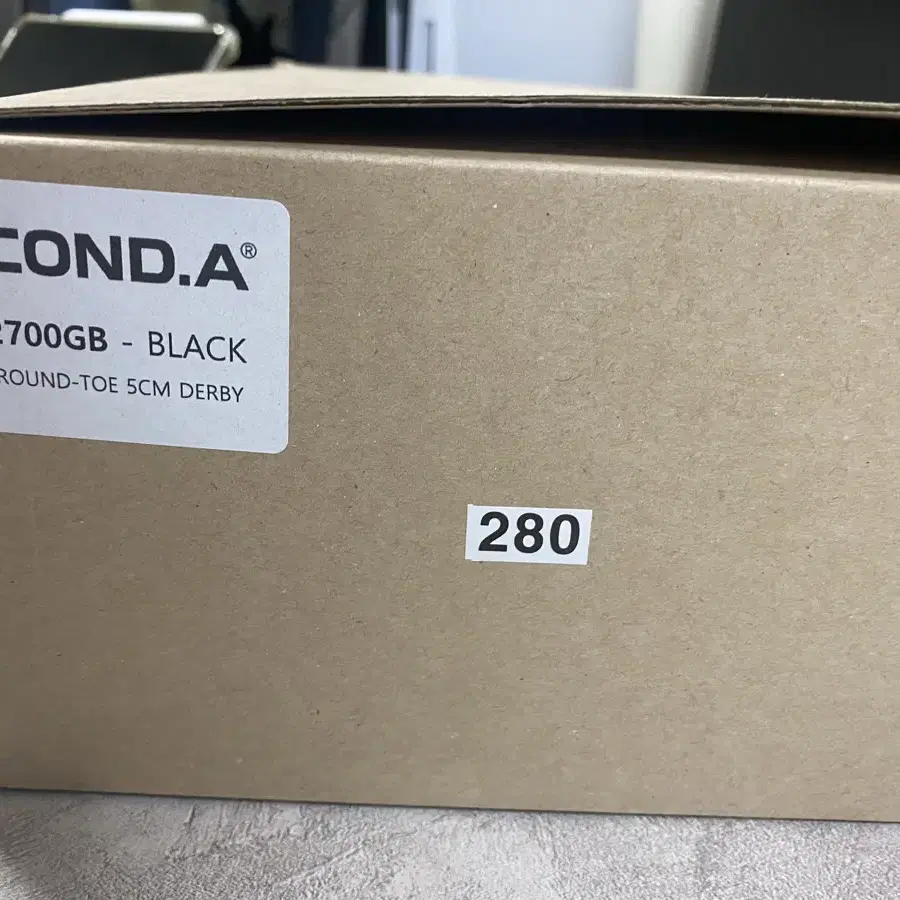 COND.A®
2700GB - BLACK
ROUND-TOE 5CM DERBY
280